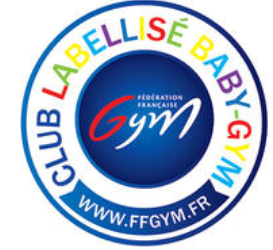 CLUB LABELLISÉ BABY-GYM
FÉDÉRATION
FRANÇAISE
Gym
WWW.FFGYM.FR